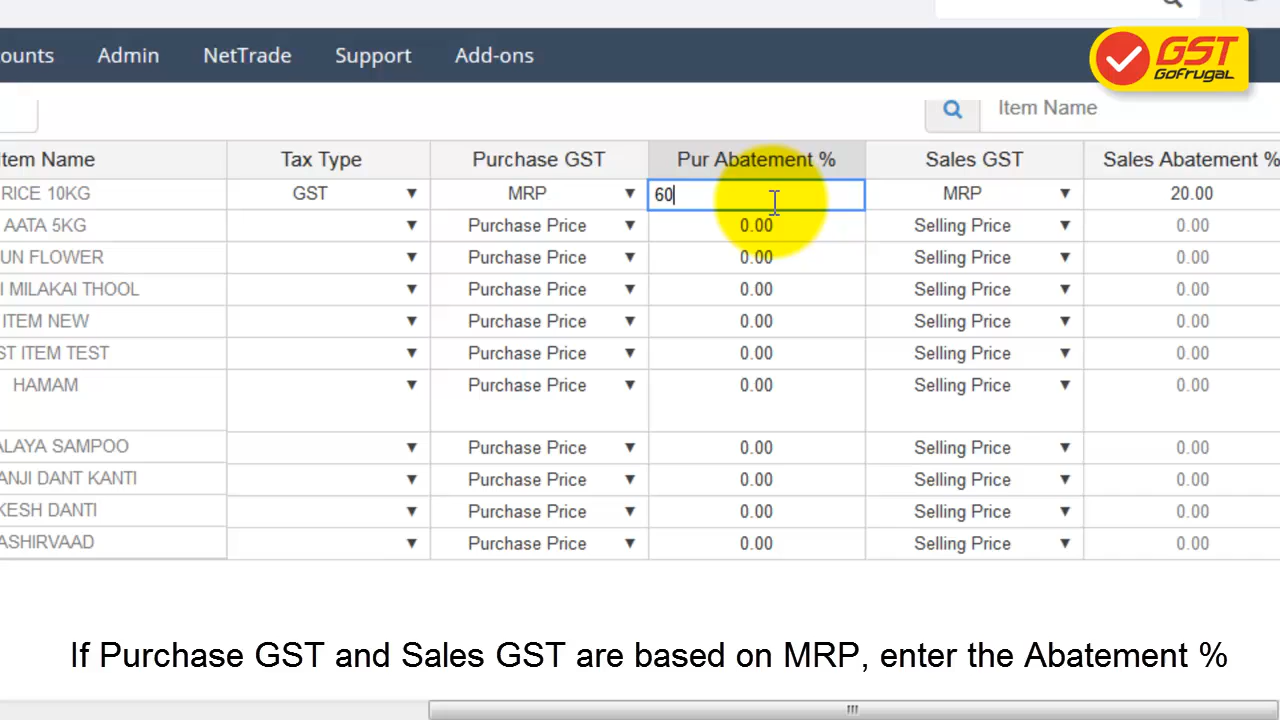 ounts Admin NetTrade Support Add-ons
GST
GOFRUGAL
Item Name
Item Name Tax Type Purchase GST Pur Abatement % Sales GST Sales Abatement %
RICE 10KG GST MRP 60 MRP 20.00
AATA 5KG Purchase Price 0.00 Selling Price 0.00
UN FLOWER Purchase Price 0.00 Selling Price 0.00
I MILAKAI THOOL Purchase Price 0.00 Selling Price 0.00
ITEM NEW Purchase Price 0.00 Selling Price 0.00
ST ITEM TEST Purchase Price 0.00 Selling Price 0.00
HAMAM Purchase Price 0.00 Selling Price 0.00
ALAYA SAMPOO Purchase Price 0.00 Selling Price 0.00
ANJI DANT KANTI Purchase Price 0.00 Selling Price 0.00
KESH DANTI Purchase Price 0.00 Selling Price 0.00
ASHIRVAAD Purchase Price 0.00 Selling Price 0.00
If Purchase GST and Sales GST are based on MRP, enter the Abatement %